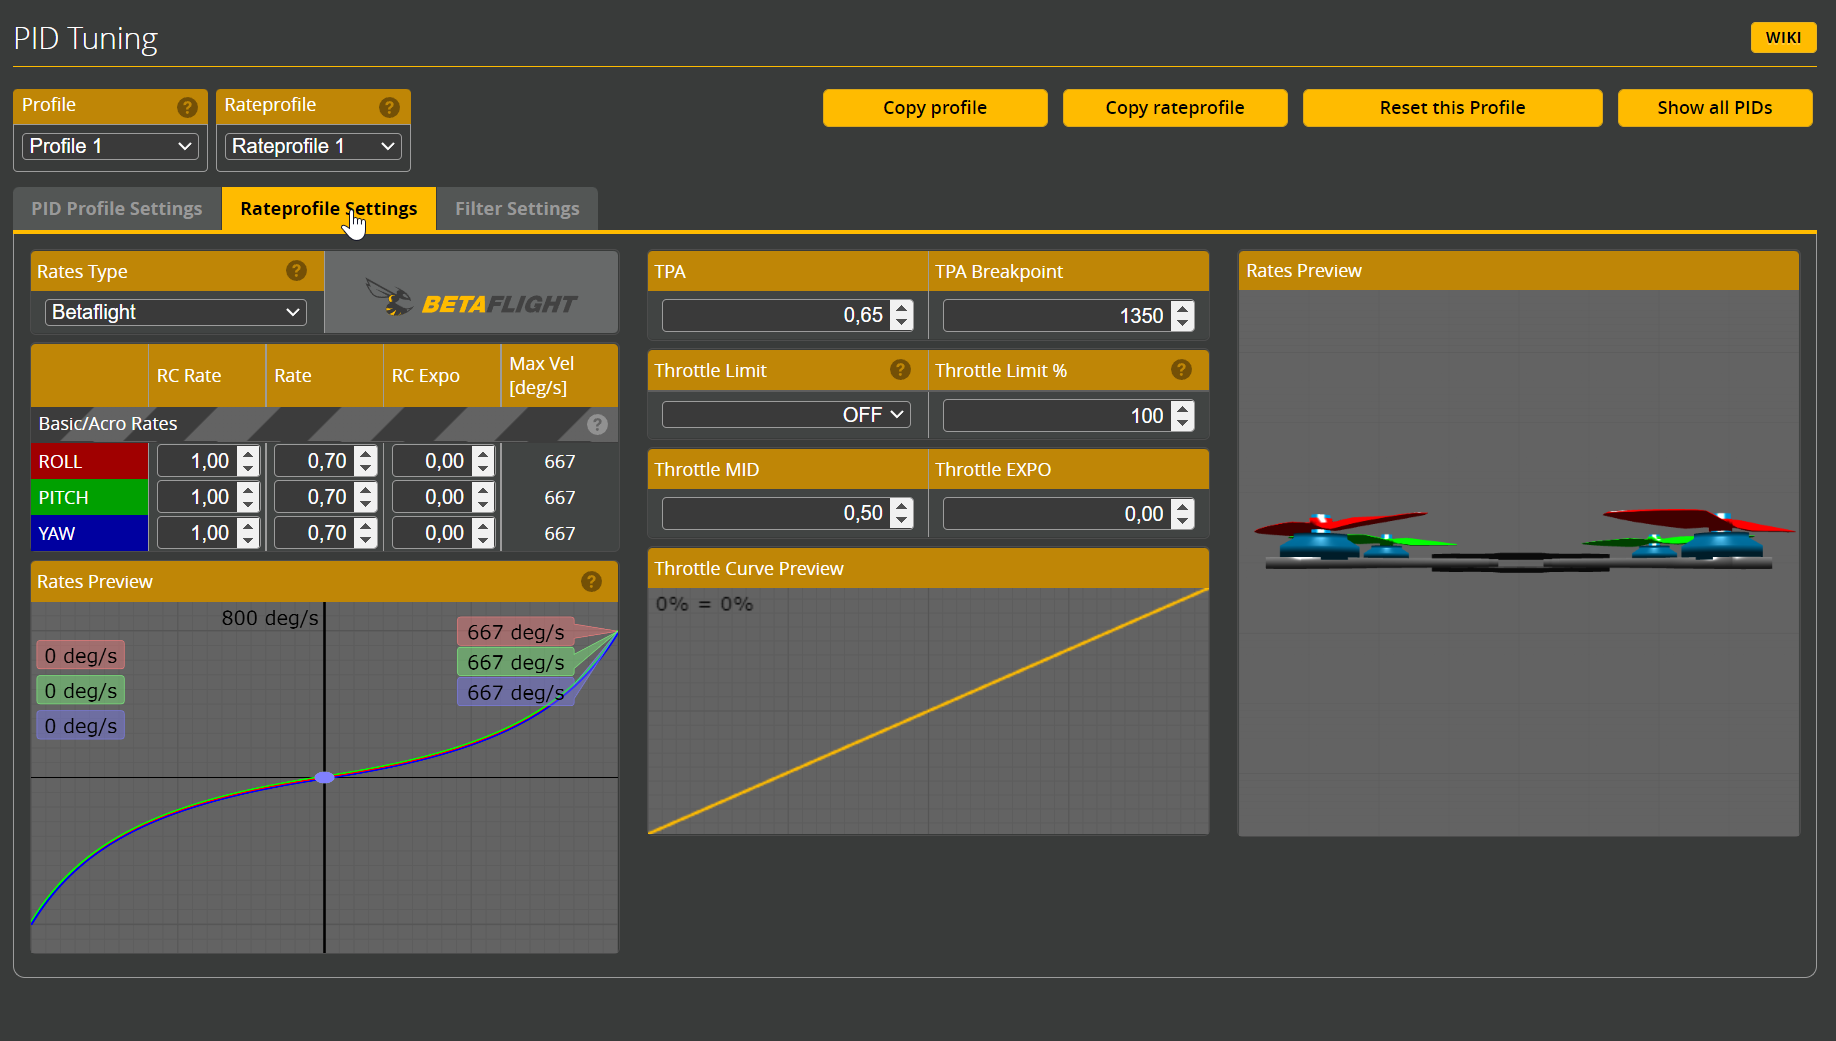 PID Tuning
WIKI
Profile
Rateprofile
Profile 1
Rateprofile 1
Copy profile
Copy rateprofile
Reset this Profile
Show all PIDs
PID Profile Settings
Rateprofile Settings
Filter Settings
Rates Type
Betaflight
BETAFLIGHT
RC Rate
Rate
RC Expo
Max Vel
[deg/s]
Basic/Acro Rates
ROLL 1,00 0,70 0,00 667
PITCH 1,00 0,70 0,00 667
YAW 1,00 0,70 0,00 667
Rates Preview
800 deg/s
0 deg/s
0 deg/s
0 deg/s
667 deg/s
667 deg/s
667 deg/s
TPA
TPA Breakpoint
0,65
1350
Throttle Limit
Throttle Limit %
OFF
100
Throttle MID
Throttle EXPO
0,50
0,00
Throttle Curve Preview
0% = 0%
Rates Preview